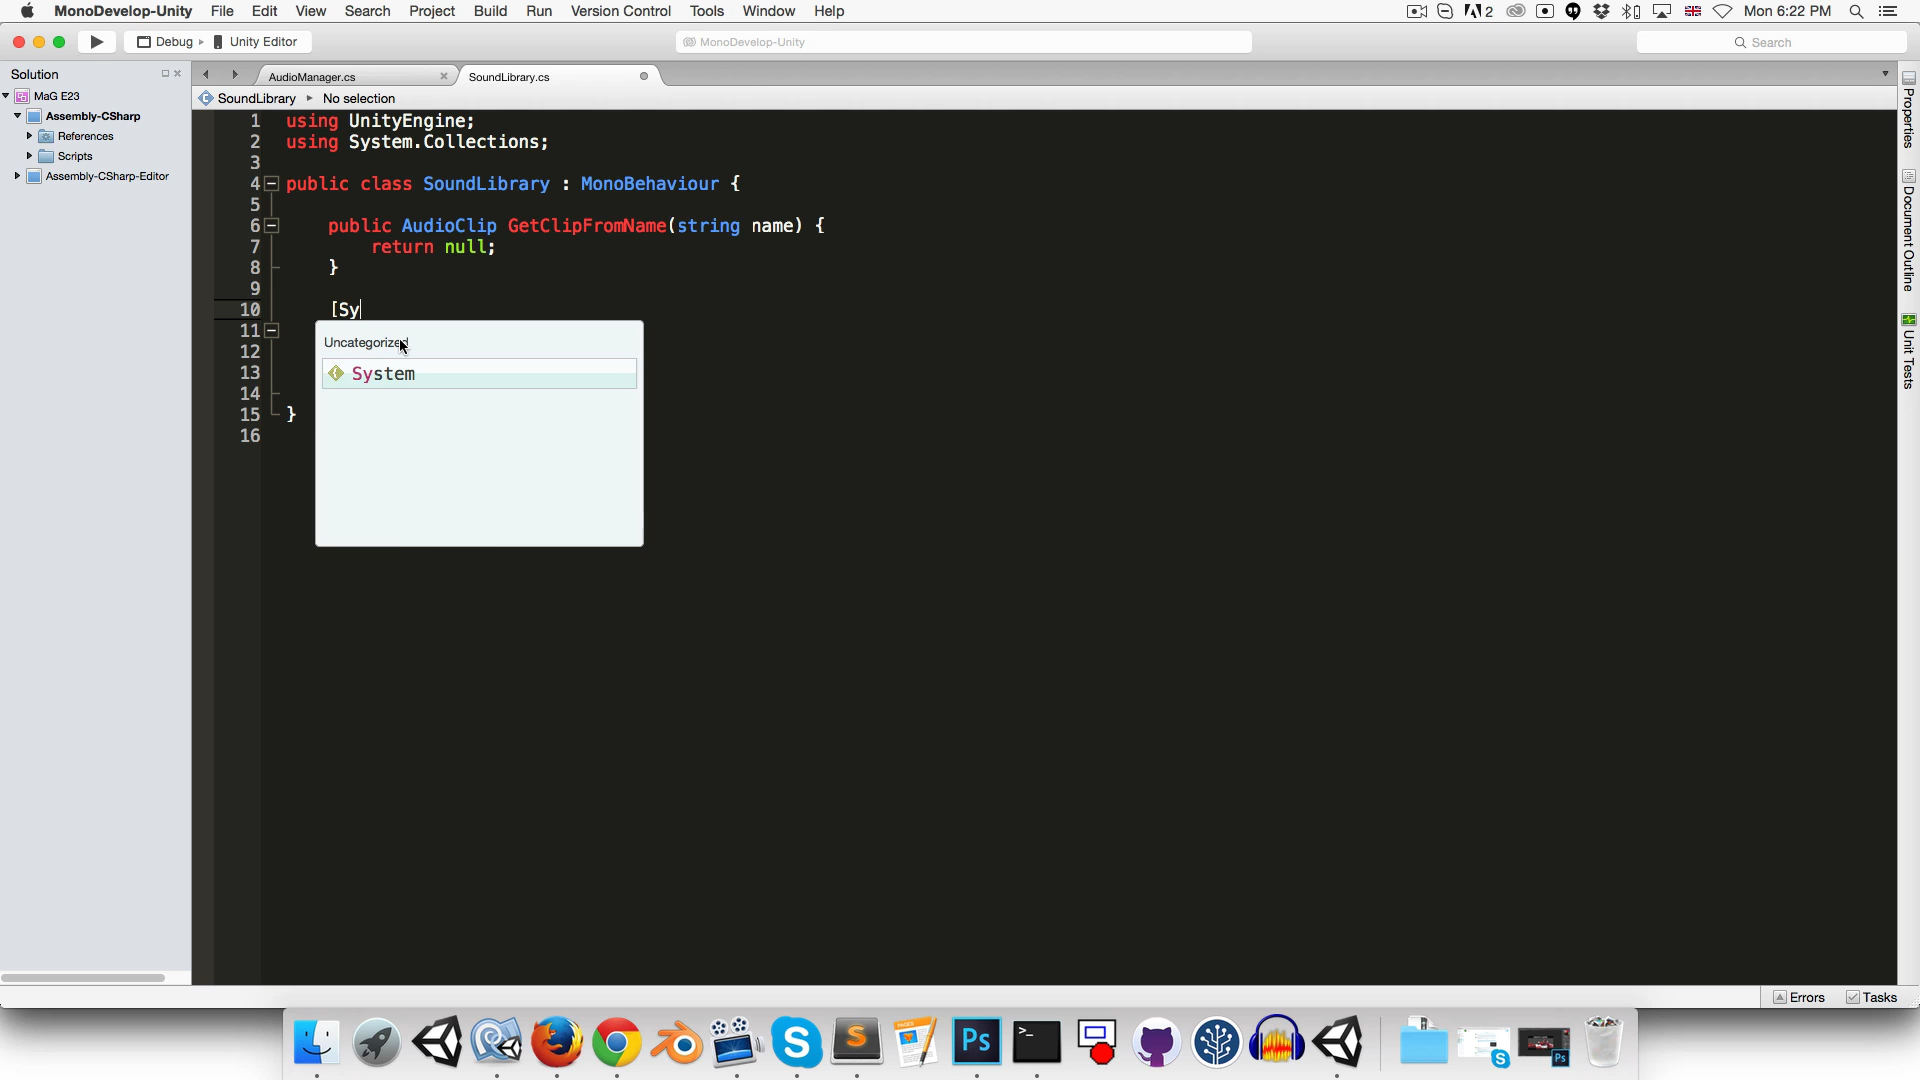 MonoDevelop-Unity File Edit View Search Project Build Run Version Control Tools Window Help 2 Mon 6:22 PM
Debug Unity Editor MonoDevelop-Unity Search
Solution AudioManager.cs SoundLibrary.cs
SoundLibrary No selection
MaG E23
Assembly-CSharp
References
Scripts
Assembly-CSharp-Editor
1 using UnityEngine;
2 using System.Collections;
3
4 public class SoundLibrary : MonoBehaviour {
5
6 public AudioClip GetClipFromName(string name) {
7 return null;
8 }
9
10 [Sy
11
12
13
14
15 }
16
Uncategorized
System
Properties
Document Outline
Unit Tests
Errors Tasks
Ps
S
Ps